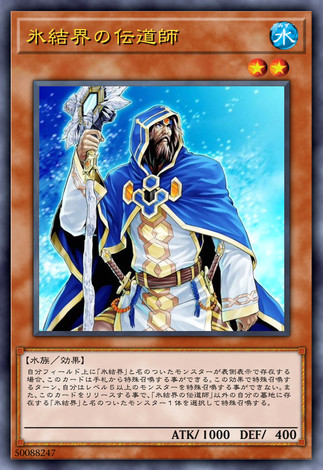 氷結界の伝道師
水
【水族／効果】
自分フィールド上に「氷結界」と名のついたモンスターが表側表示で存在する
場合、このカードは手札から特殊召喚する事ができる。この効果で特殊召喚す
るターン、自分はレベル５以上のモンスターを特殊召喚する事ができない。ま
た、このカードをリリースする事で、「氷結界の伝道師」以外の自分の墓地に存
在する「氷結界」と名のついたモンスター１体を選択して特殊召喚する。
ATK/1000 DEF/ 400
S0088247